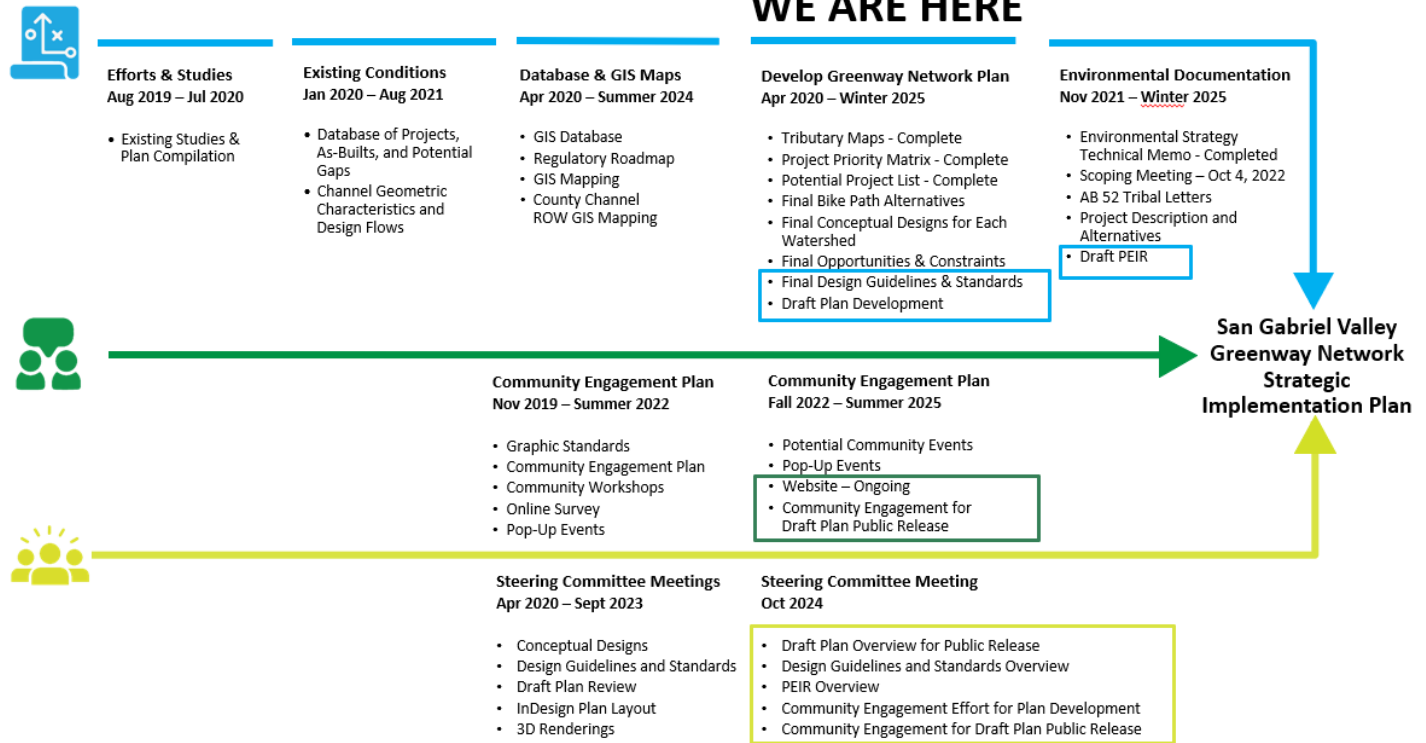 WE ARE HERE
Efforts & Studies
Aug 2019 – Jul 2020
• Existing Studies &
Plan Compilation
Existing Conditions
Jan 2020 – Aug 2021
• Database of Projects,
As-Builts, and Potential
Gaps
• Channel Geometric
Characteristics and
Design Flows
Database & GIS Maps
Apr 2020 – Summer 2024
• GIS Database
• Regulatory Roadmap
• GIS Mapping
• County Channel
ROW GIS Mapping
Develop Greenway Network Plan
Apr 2020 – Winter 2025
• Tributary Maps - Complete
• Project Priority Matrix - Complete
• Potential Project List - Complete
• Final Bike Path Alternatives
• Final Conceptual Designs for Each
Watershed
• Final Opportunities & Constraints
• Final Design Guidelines & Standards
• Draft Plan Development
Environmental Documentation
Nov 2021 – Winter 2025
• Environmental Strategy
Technical Memo - Completed
• Scoping Meeting – Oct 4, 2022
• AB 52 Tribal Letters
• Project Description and
Alternatives
• Draft PEIR
San Gabriel Valley
Greenway Network
Strategic
Implementation Plan
Community Engagement Plan
Nov 2019 – Summer 2022
• Graphic Standards
• Community Engagement Plan
• Community Workshops
• Online Survey
• Pop-Up Events
Community Engagement Plan
Fall 2022 – Summer 2025
• Potential Community Events
• Pop-Up Events
• Website – Ongoing
• Community Engagement for
Draft Plan Public Release
Steering Committee Meetings
Apr 2020 – Sept 2023
• Conceptual Designs
• Design Guidelines and Standards
• Draft Plan Review
• InDesign Plan Layout
• 3D Renderings
Steering Committee Meeting
Oct 2024
• Draft Plan Overview for Public Release
• Design Guidelines and Standards Overview
• PEIR Overview
• Community Engagement Effort for Plan Development
• Community Engagement for Draft Plan Public Release